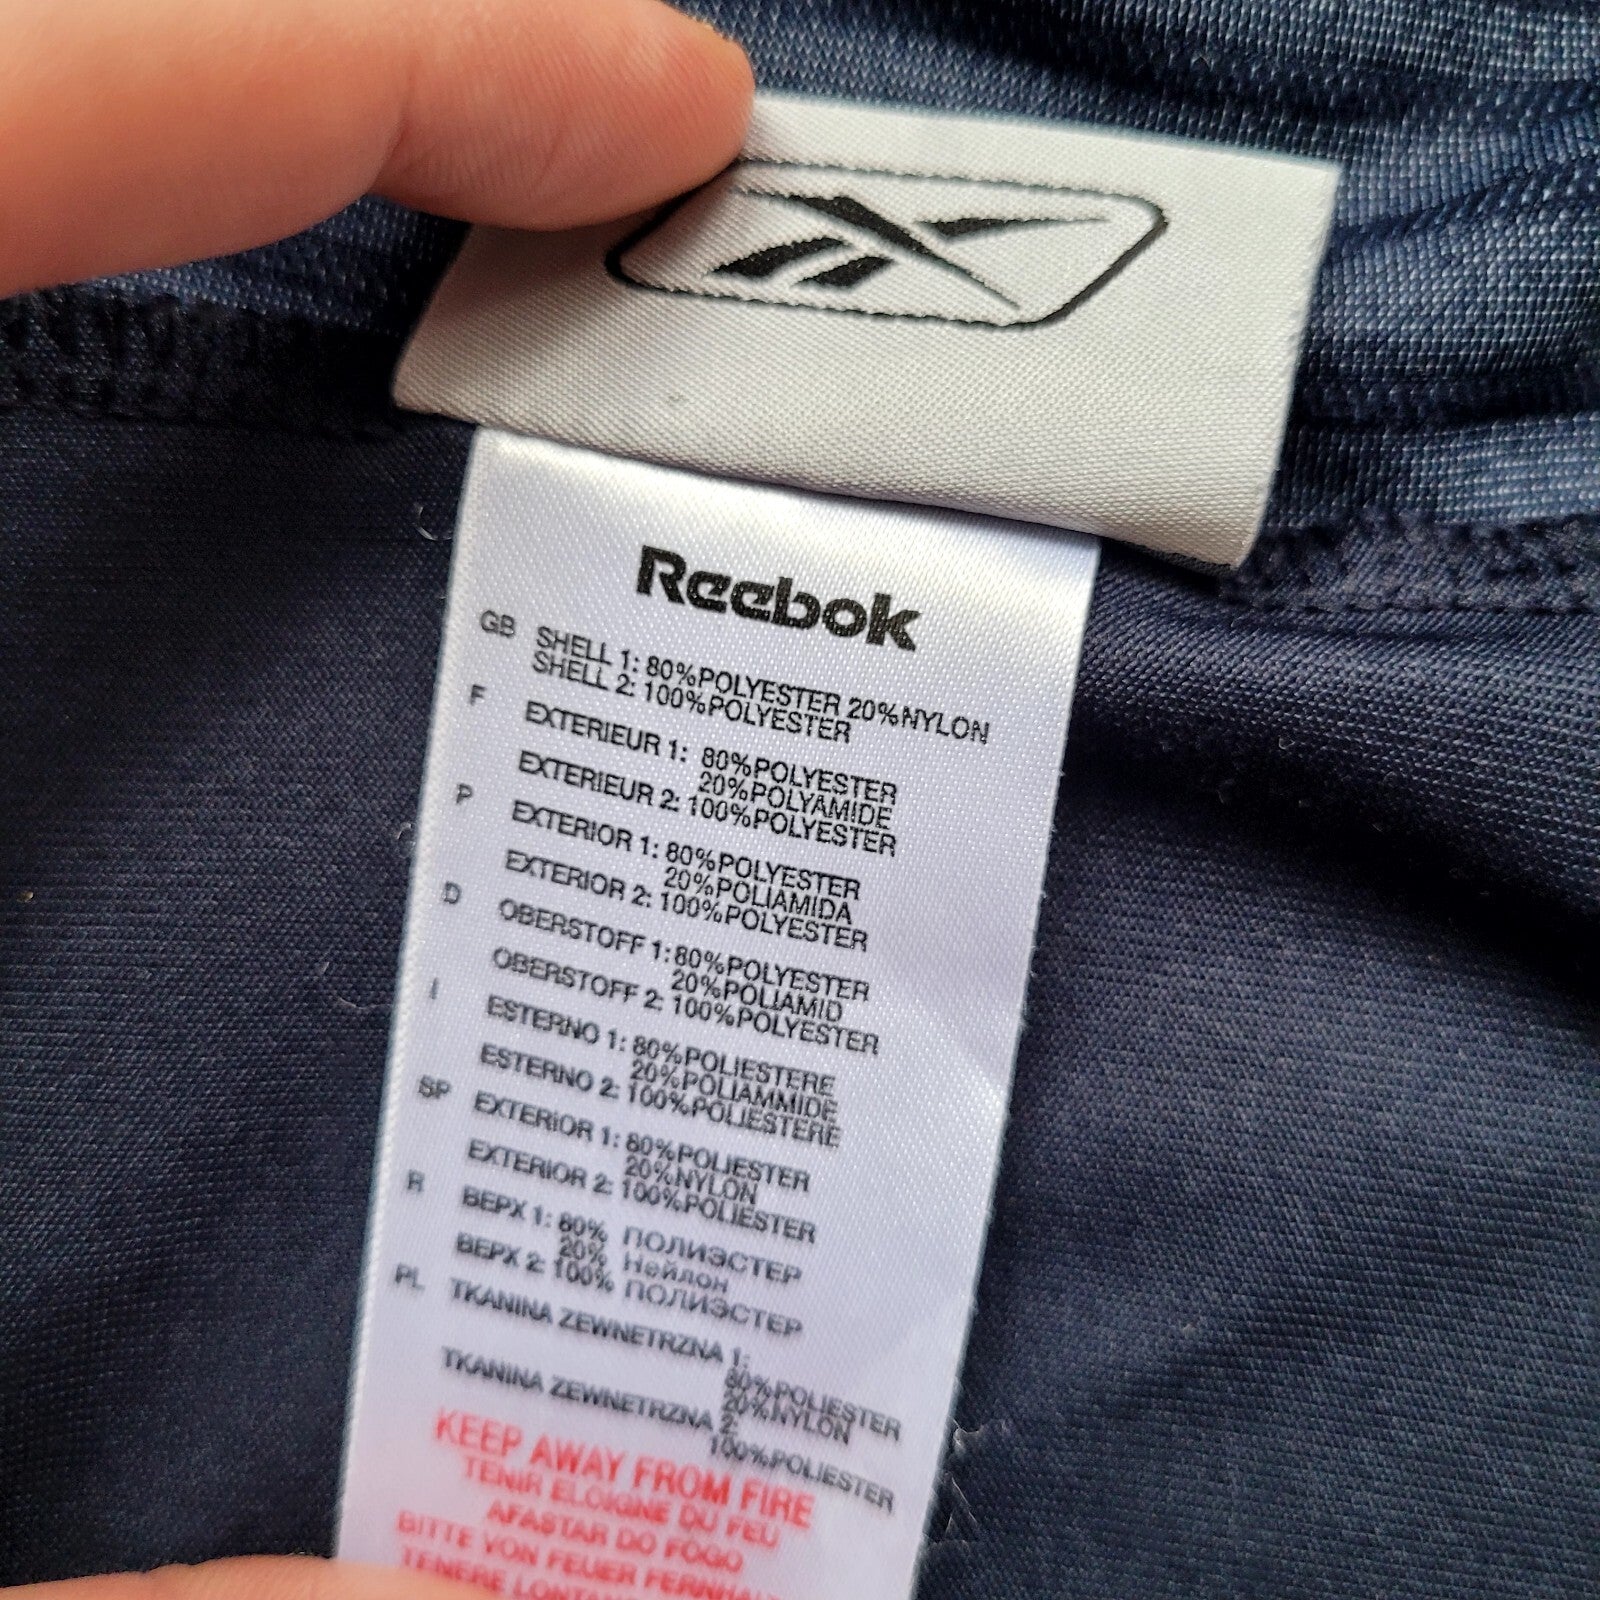 Reebok
GB SHELL 1: 80%POLYESTER 20%NYLON
SHELL 2: 100%POLYESTER
F EXTERIEUR 1: 80%POLYESTER
20%POLYAMIDE
EXTERIEUR 2: 100%POLYESTER
P EXTERIOR 1: 80%POLYESTER
20%POLIAMIDA
EXTERIOR 2: 100%POLYESTER
D OBERSTOFF 1: 80%POLYESTER
20%POLIAMID
OBERSTOFF 2: 100%POLYESTER
I ESTERNO 1: 80%POLIESTERE
20%POLIAMMIDE
ESTERNO 2: 100%POLIESTERE
SP EXTERIOR 1: 80%POLIESTER
20%NYLON
EXTERIOR 2: 100%POLIESTER
R ВЕРХ 1: 80% ПОЛИЭСТЕР
20% Нейлон
ВЕРХ 2: 100% ПОЛИЭСТЕР
PL TKANINA ZEWNETRZNA 1:
80%POLIESTER
20%NYLON
TKANINA ZEWNETRZNA 2:
100%POLIESTER
KEEP AWAY FROM FIRE
TENIR ELOIGNE DU FEU
AFASTAR DO FOGO
BITTE VON FEUER
TENERE